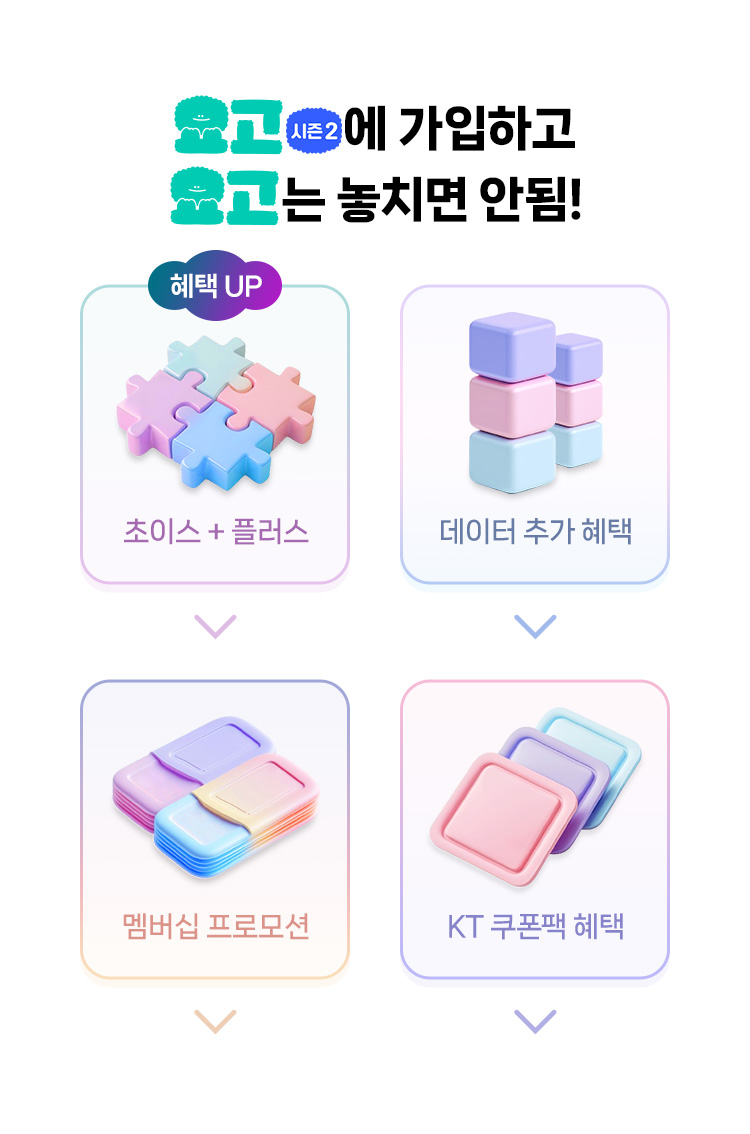 요고 시즌2에 가입하고
요고는 놓치면 안됨!
혜택 UP
초이스 + 플러스
데이터 추가 혜택
멤버십 프로모션
KT 쿠폰팩 혜택